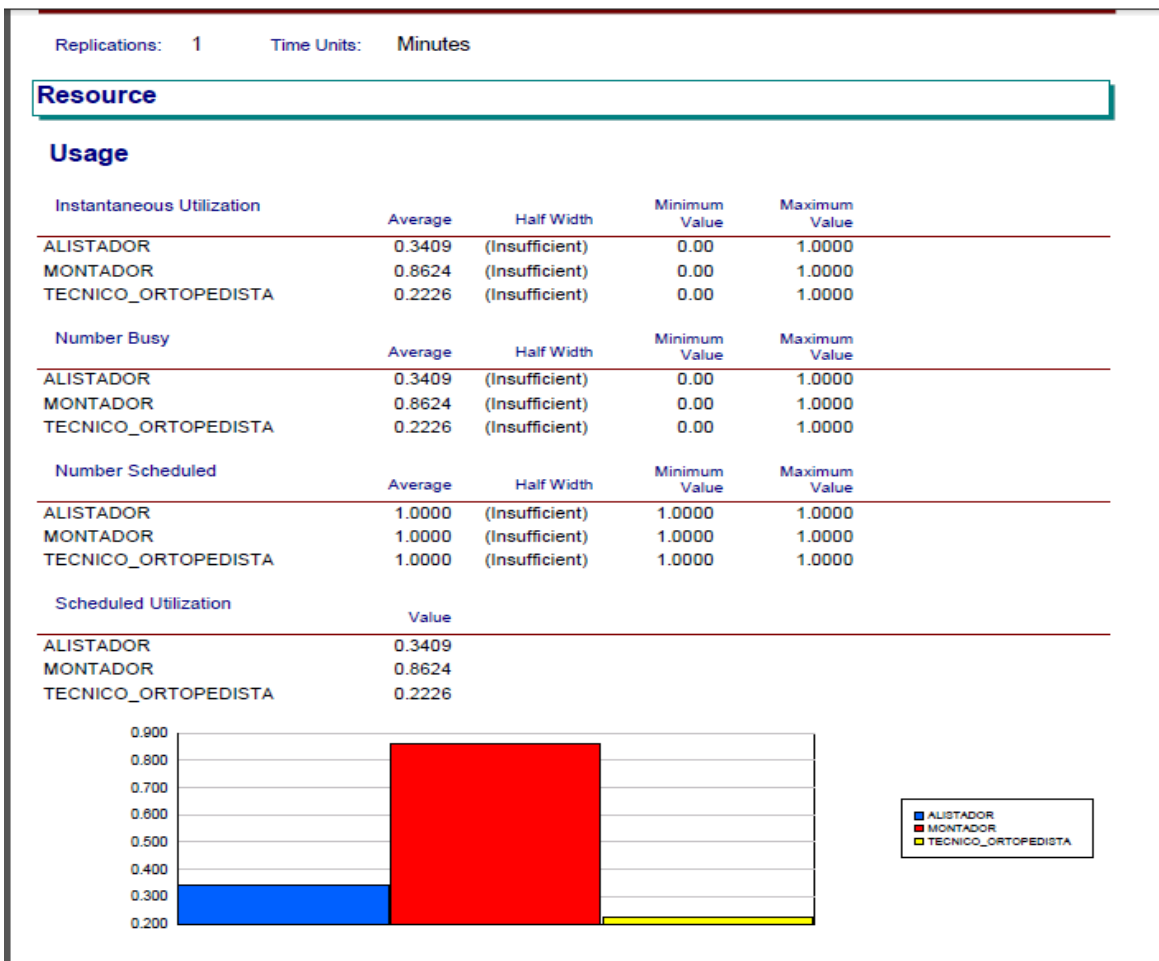 Replications: 1 Time Units: Minutes
Resource
Usage
Instantaneous Utilization Average Half Width Minimum Value Maximum Value
ALISTADOR 0.3409 (Insufficient) 0.00 1.0000
MONTADOR 0.8624 (Insufficient) 0.00 1.0000
TECNICO_ORTOPEDISTA 0.2226 (Insufficient) 0.00 1.0000
Number Busy Average Half Width Minimum Value Maximum Value
ALISTADOR 0.3409 (Insufficient) 0.00 1.0000
MONTADOR 0.8624 (Insufficient) 0.00 1.0000
TECNICO_ORTOPEDISTA 0.2226 (Insufficient) 0.00 1.0000
Number Scheduled Average Half Width Minimum Value Maximum Value
ALISTADOR 1.0000 (Insufficient) 1.0000 1.0000
MONTADOR 1.0000 (Insufficient) 1.0000 1.0000
TECNICO_ORTOPEDISTA 1.0000 (Insufficient) 1.0000 1.0000
Scheduled Utilization Value
ALISTADOR 0.3409
MONTADOR 0.8624
TECNICO_ORTOPEDISTA 0.2226
0.900
0.800
0.700
0.600
0.500
0.400
0.300
0.200
ALISTADOR
MONTADOR
TECNICO_ORTOPEDISTA